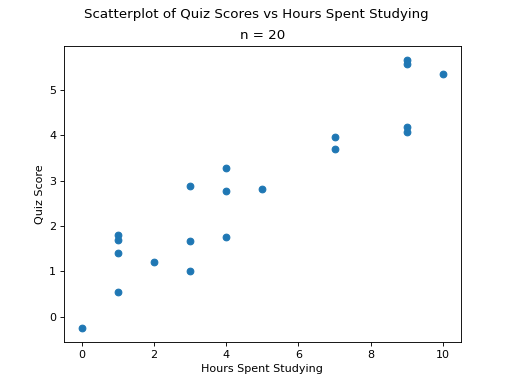 Scatterplot of Quiz Scores vs Hours Spent Studying
n = 20
5
4
3
2
1
0
Quiz Score
0 2 4 6 8 10
Hours Spent Studying